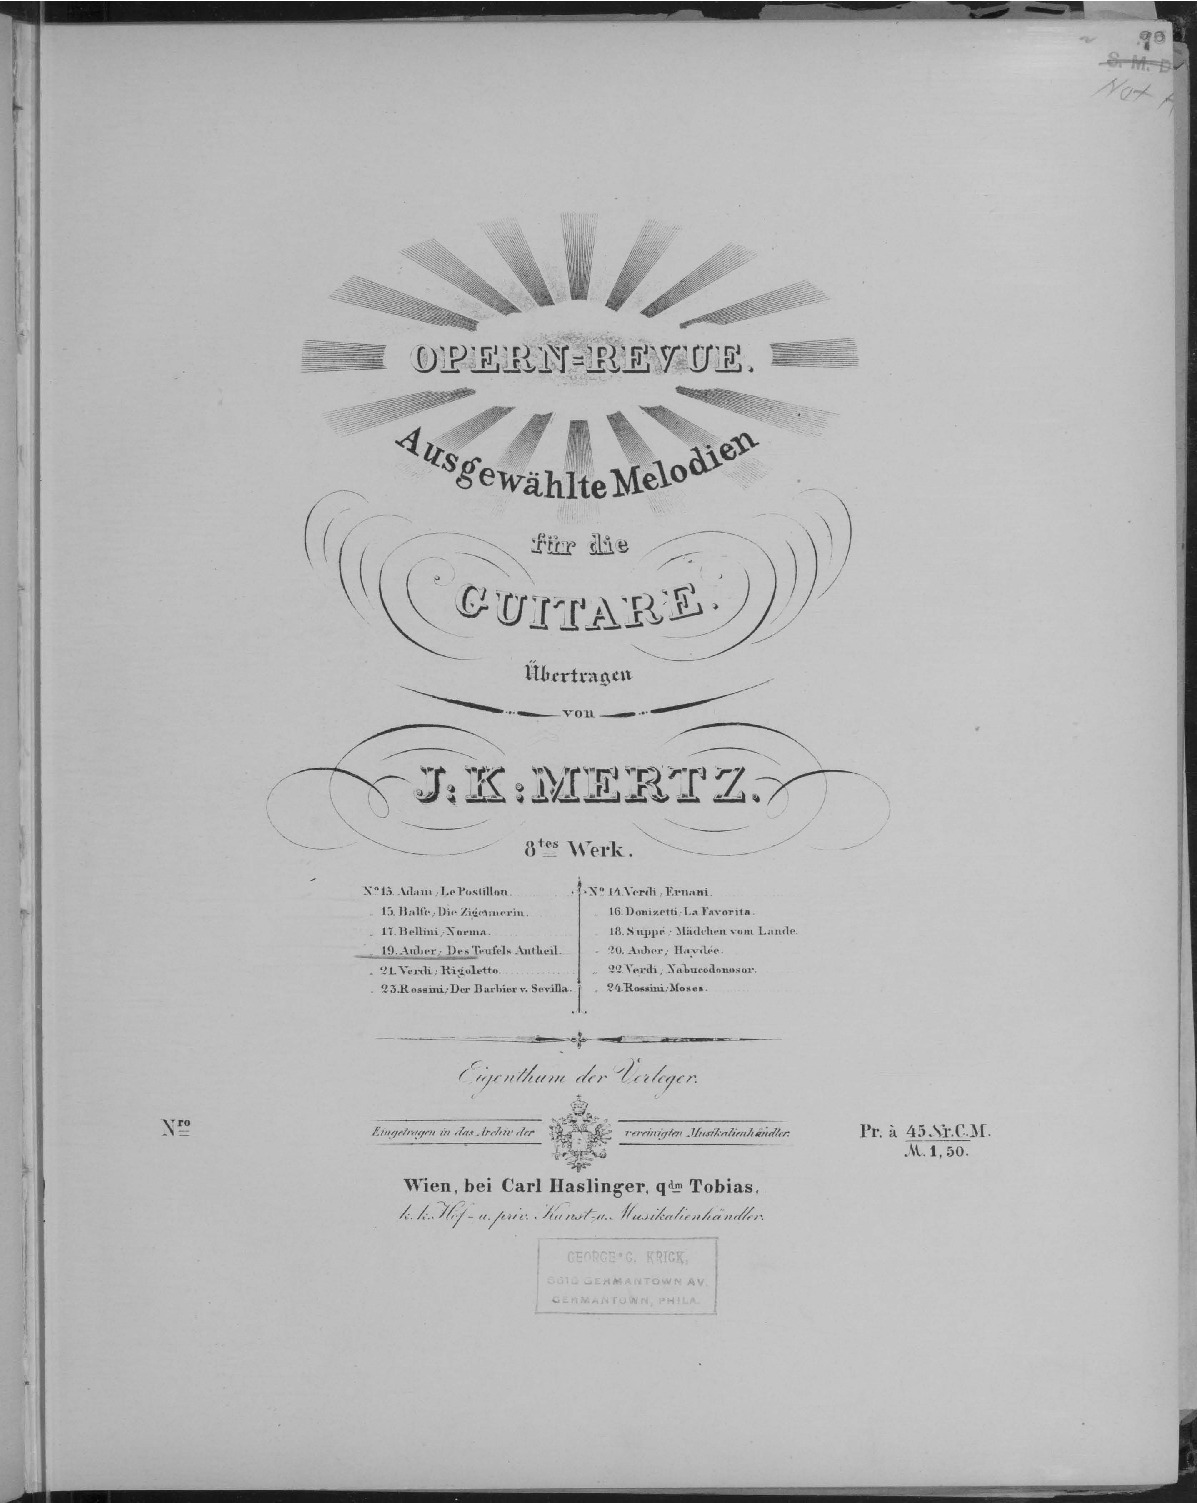 90
S. M. D
Not
OPERN=REVUE.
Ausgewählte Melodien
für die
GUITARE.
Übertragen
von
J: K: MERTZ.
8tes Werk.
No 13. Adam, Le Postillon.
„ 15. Balfe, Die Zigeunerin.
„ 17. Bellini, Norma.
„ 19. Auber, Des Teufels Antheil.
„ 21. Verdi, Rigoletto.
„ 23. Rossini, Der Barbier v. Sevilla.
No 14. Verdi, Ernani.
„ 16. Donizetti, La Favorita.
„ 18. Suppé, Mädchen vom Lande.
„ 20. Auber, Haydée.
„ 22. Verdi, Nabucodonosor.
„ 24. Rossini, Moses.
Eigenthum der Verleger.
Nro
Eingetragen in das Archiv der vereinigten Musikalienhändler.
Pr. à 45 Xr. C.M.
M. 1, 50.
Wien, bei Carl Haslinger, qdm Tobias,
k. k. Hof- u. priv. Kunst- u. Musikalienhändler.
GEORGE C. KRICK,
GERMANTOWN AV.
GERMANTOWN, PHILA.